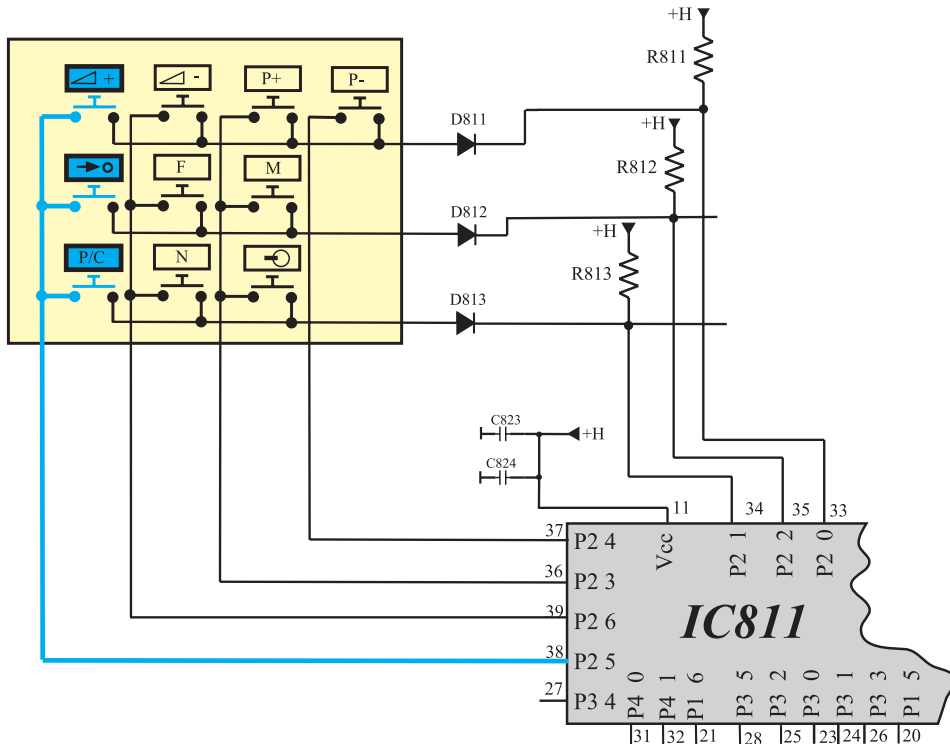 +H
R811
+H
R812
+H
R813
+ - P+ P-
D811
F M
D812
P/C N
D813
C823
+H
C824
11 34 35 33
37 P2 4 Vcc P2 1 P2 2 P2 0
36 P2 3
39 P2 6 IC811
38 P2 5
27 P3 4 P4 0 P4 1 P1 6 P3 5 P3 2 P3 0 P3 1 P3 3 P1 5
31 32 21 28 25 23 24 26 20